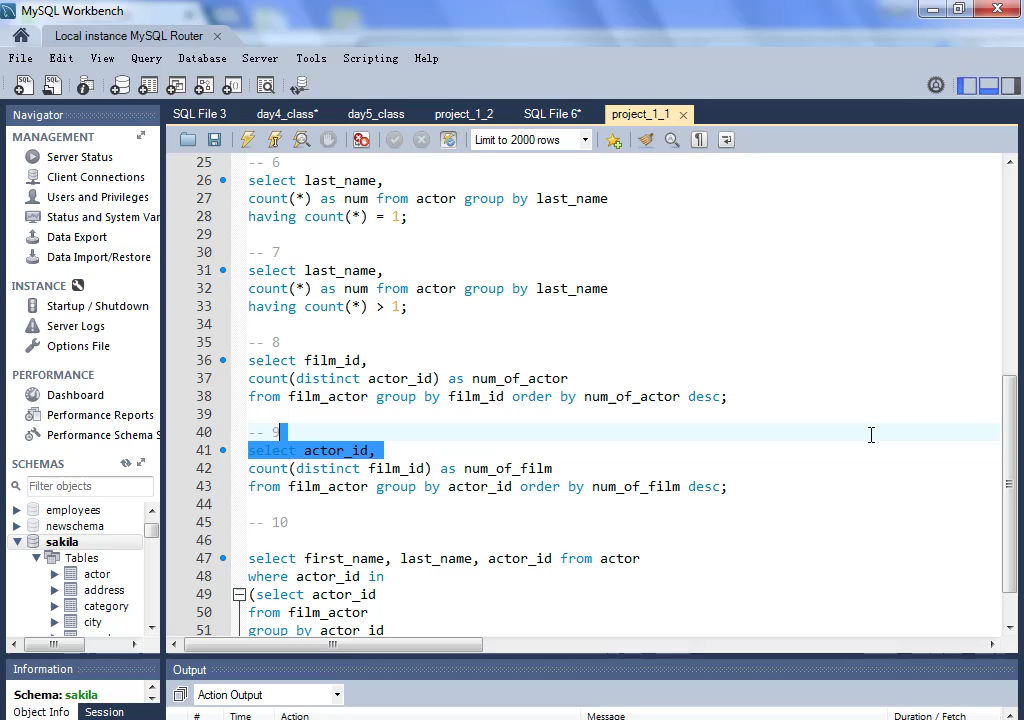 MySQL Workbench
Local instance MySQL Router
File Edit View Query Database Server Tools Scripting Help
Navigator
SQL File 3 day4_class* day5_class project_1_2 SQL File 6* project_1_1
MANAGEMENT
Server Status
Client Connections
Users and Privileges
Status and System Var
Data Export
Data Import/Restore
INSTANCE
Startup / Shutdown
Server Logs
Options File
PERFORMANCE
Dashboard
Performance Reports
Performance Schema S
SCHEMAS
Filter objects
employees
newschema
sakila
Tables
actor
address
category
city
Limit to 2000 rows
25 -- 6
26 select last_name,
27 count(*) as num from actor group by last_name
28 having count(*) = 1;
29
30 -- 7
31 select last_name,
32 count(*) as num from actor group by last_name
33 having count(*) > 1;
34
35 -- 8
36 select film_id,
37 count(distinct actor_id) as num_of_actor
38 from film_actor group by film_id order by num_of_actor desc;
39
40 -- 9
41 select actor_id,
42 count(distinct film_id) as num_of_film
43 from film_actor group by actor_id order by num_of_film desc;
44
45 -- 10
46
47 select first_name, last_name, actor_id from actor
48 where actor_id in
49 (select actor_id
50 from film_actor
51 group by actor_id
Information
Schema: sakila
Object Info Session
Output
Action Output
# Time Action Message Duration / Fetch